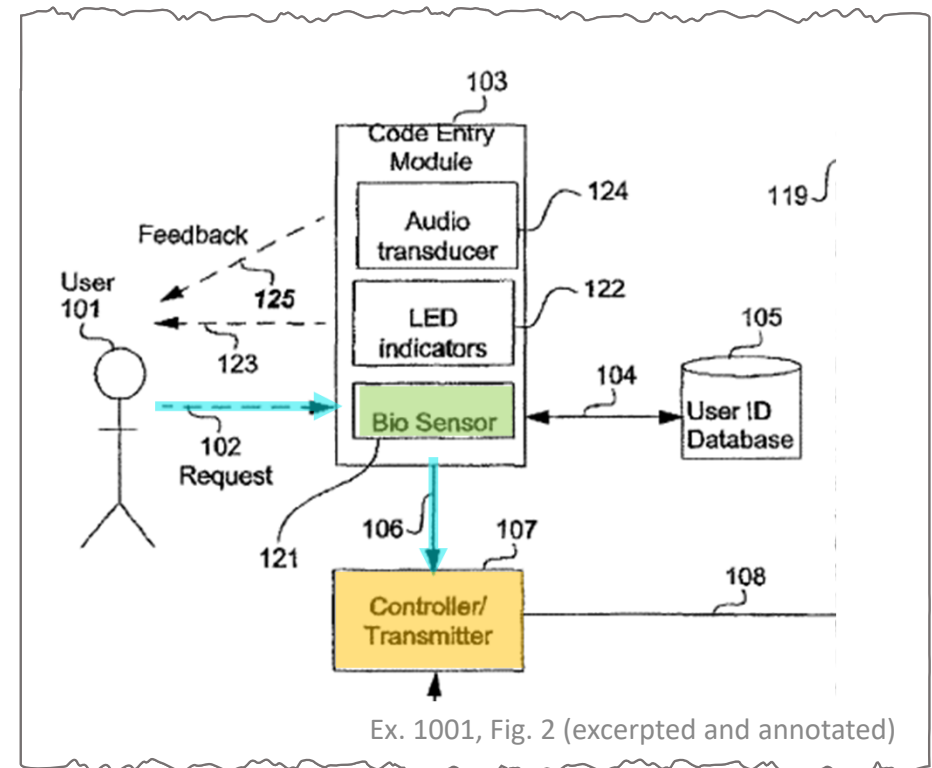 103
Code Entry
Module
124
119
Audio
transducer
Feedback
125
User
101
122
LED
indicators
123
105
104
User ID
Database
Bio Sensor
102
Request
106
107
121
108
Controller/
Transmitter
Ex. 1001, Fig. 2 (excerpted and annotated)